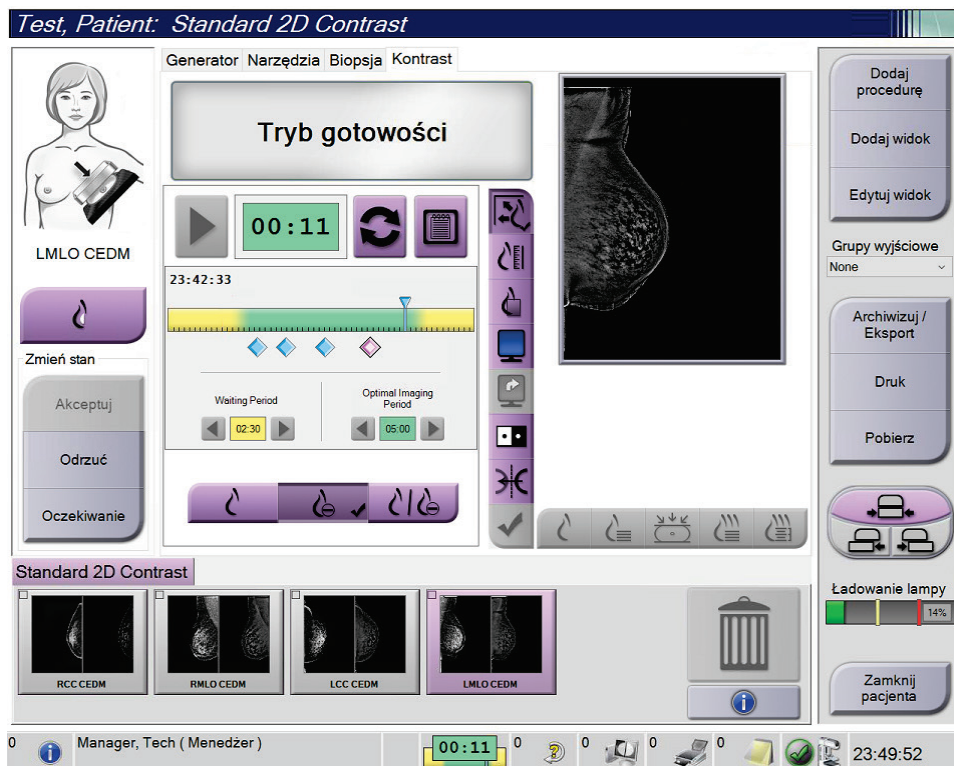 Test, Patient:  Standard 2D Contrast
Generator Narzędzia Biopsja Kontrast
Tryb gotowości
Dodaj
procedurę
Dodaj widok
Edytuj widok
LMLO CEDM
00:11
Grupy wyjściowe
None
23:42:33
Zmień stan
Akceptuj
Odrzuć
Oczekiwanie
Waiting Period
02:30
Optimal Imaging
Period
05:00
Archiwizuj /
Eksport
Druk
Pobierz
Standard 2D Contrast
RCC CEDM
RMLO CEDM
LCC CEDM
LMLO CEDM
Ładowanie lampy
14%
Zamknij
pacjenta
0
Manager, Tech ( Menedżer )
00:11
0
0
0
0
23:49:52